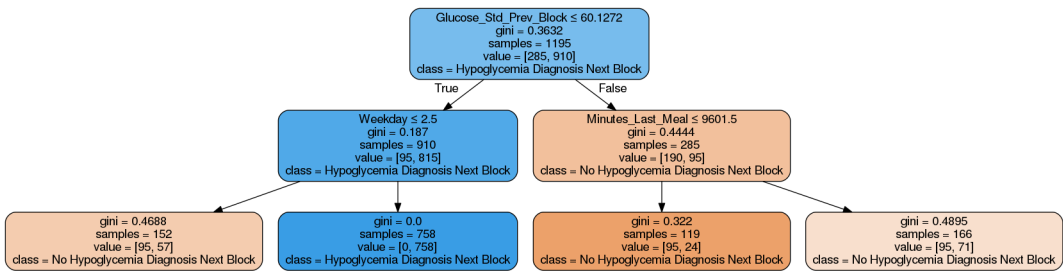 Glucose_Std_Prev_Block ≤ 60.1272
gini = 0.3632
samples = 1195
value = [285, 910]
class = Hypoglycemia Diagnosis Next Block
True
False
Weekday ≤ 2.5
gini = 0.187
samples = 910
value = [95, 815]
class = Hypoglycemia Diagnosis Next Block
Minutes_Last_Meal ≤ 9601.5
gini = 0.4444
samples = 285
value = [190, 95]
class = No Hypoglycemia Diagnosis Next Block
gini = 0.4688
samples = 152
value = [95, 57]
class = No Hypoglycemia Diagnosis Next Block
gini = 0.0
samples = 758
value = [0, 758]
class = Hypoglycemia Diagnosis Next Block
gini = 0.322
samples = 119
value = [95, 24]
class = No Hypoglycemia Diagnosis Next Block
gini = 0.4895
samples = 166
value = [95, 71]
class = No Hypoglycemia Diagnosis Next Block